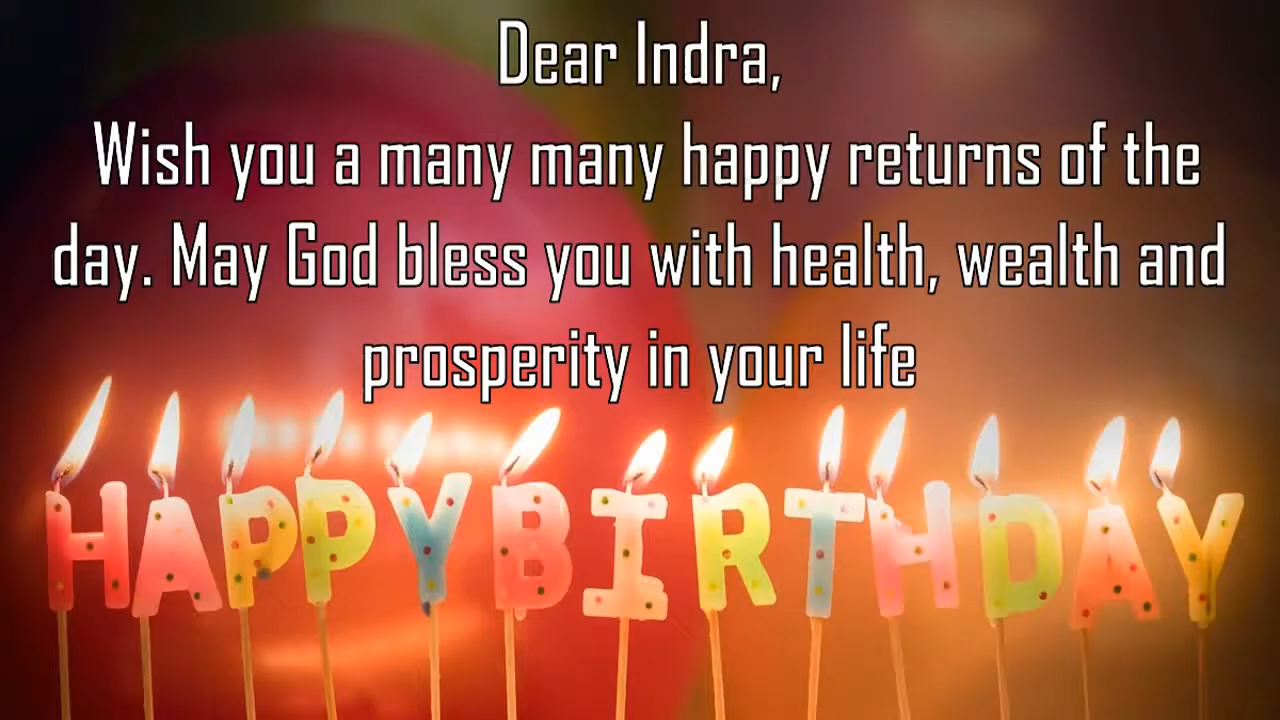 Dear Indra,
Wish you a many many happy returns of the
day. May God bless you with health, wealth and
prosperity in your life
HAPPY BIRTHDAY